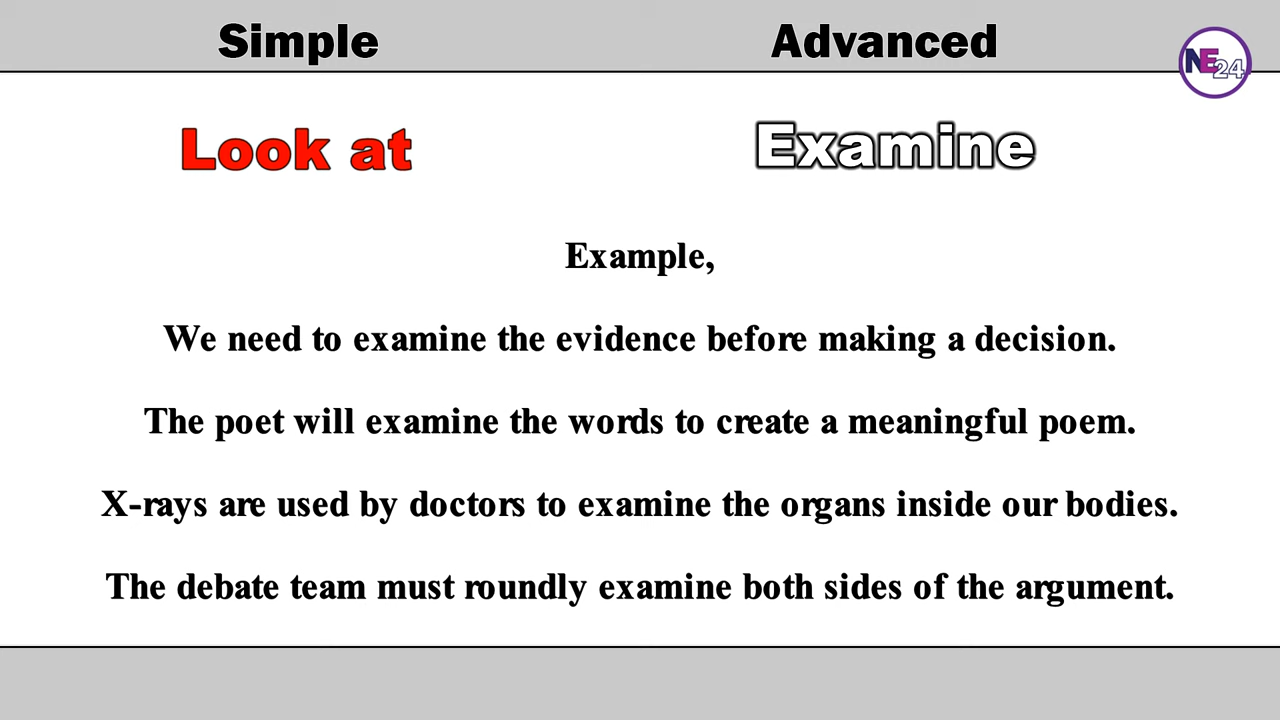 Simple Advanced
NE24
Look at Examine
Example,
We need to examine the evidence before making a decision.
The poet will examine the words to create a meaningful poem.
X-rays are used by doctors to examine the organs inside our bodies.
The debate team must roundly examine both sides of the argument.